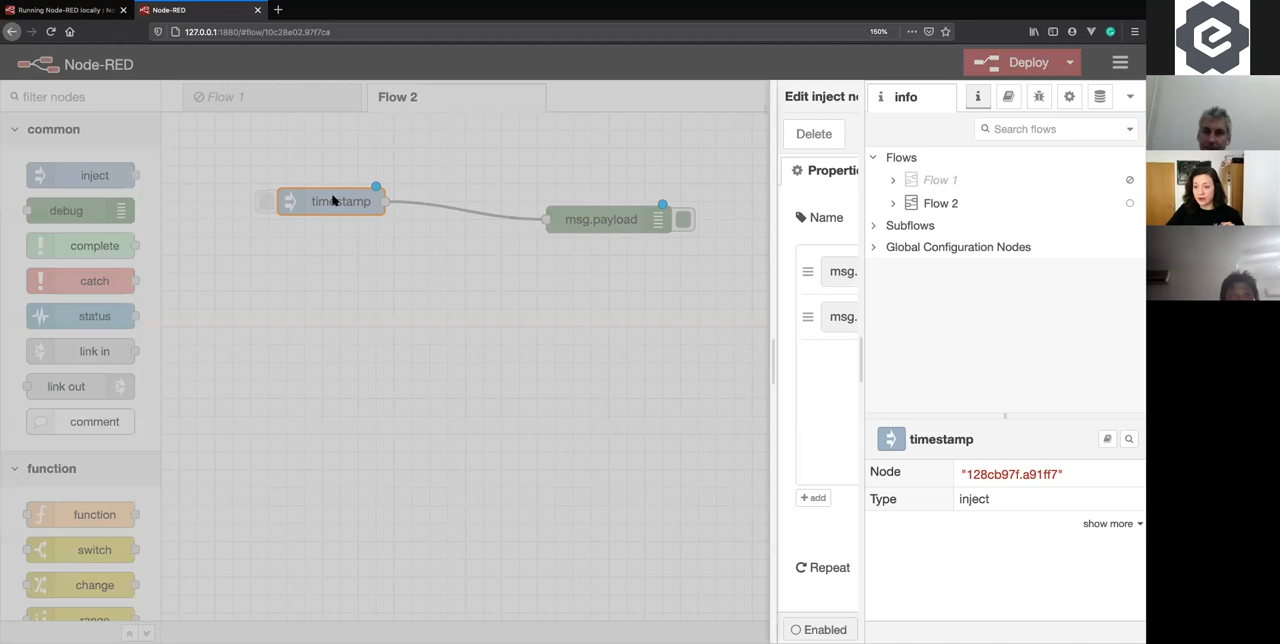 Running Node-RED locally : No
Node-RED
127.0.0.1:1880/#flow/10c28e02.97f7ca
150%
Node-RED
Deploy
filter nodes
Flow 1
Flow 2
Edit inject n
info
Search flows
common
Delete
Flows
Flow 1
Flow 2
Subflows
Global Configuration Nodes
inject
debug
complete
catch
status
link in
link out
comment
timestamp
msg.payload
Properti
Name
msg.
msg.
add
Repeat
Enabled
timestamp
Node
"128cb97f.a91ff7"
Type
inject
show more
function
function
switch
change
range